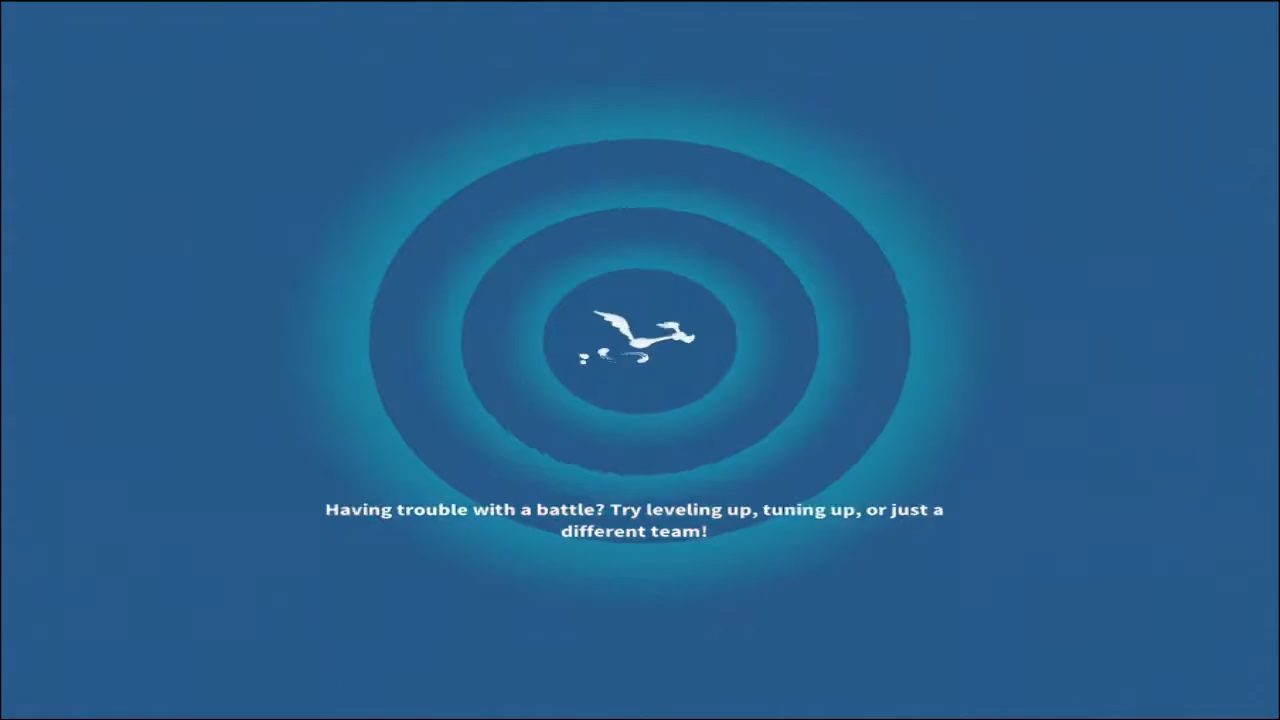 Having trouble with a battle? Try leveling up, tuning up, or just a
different team!